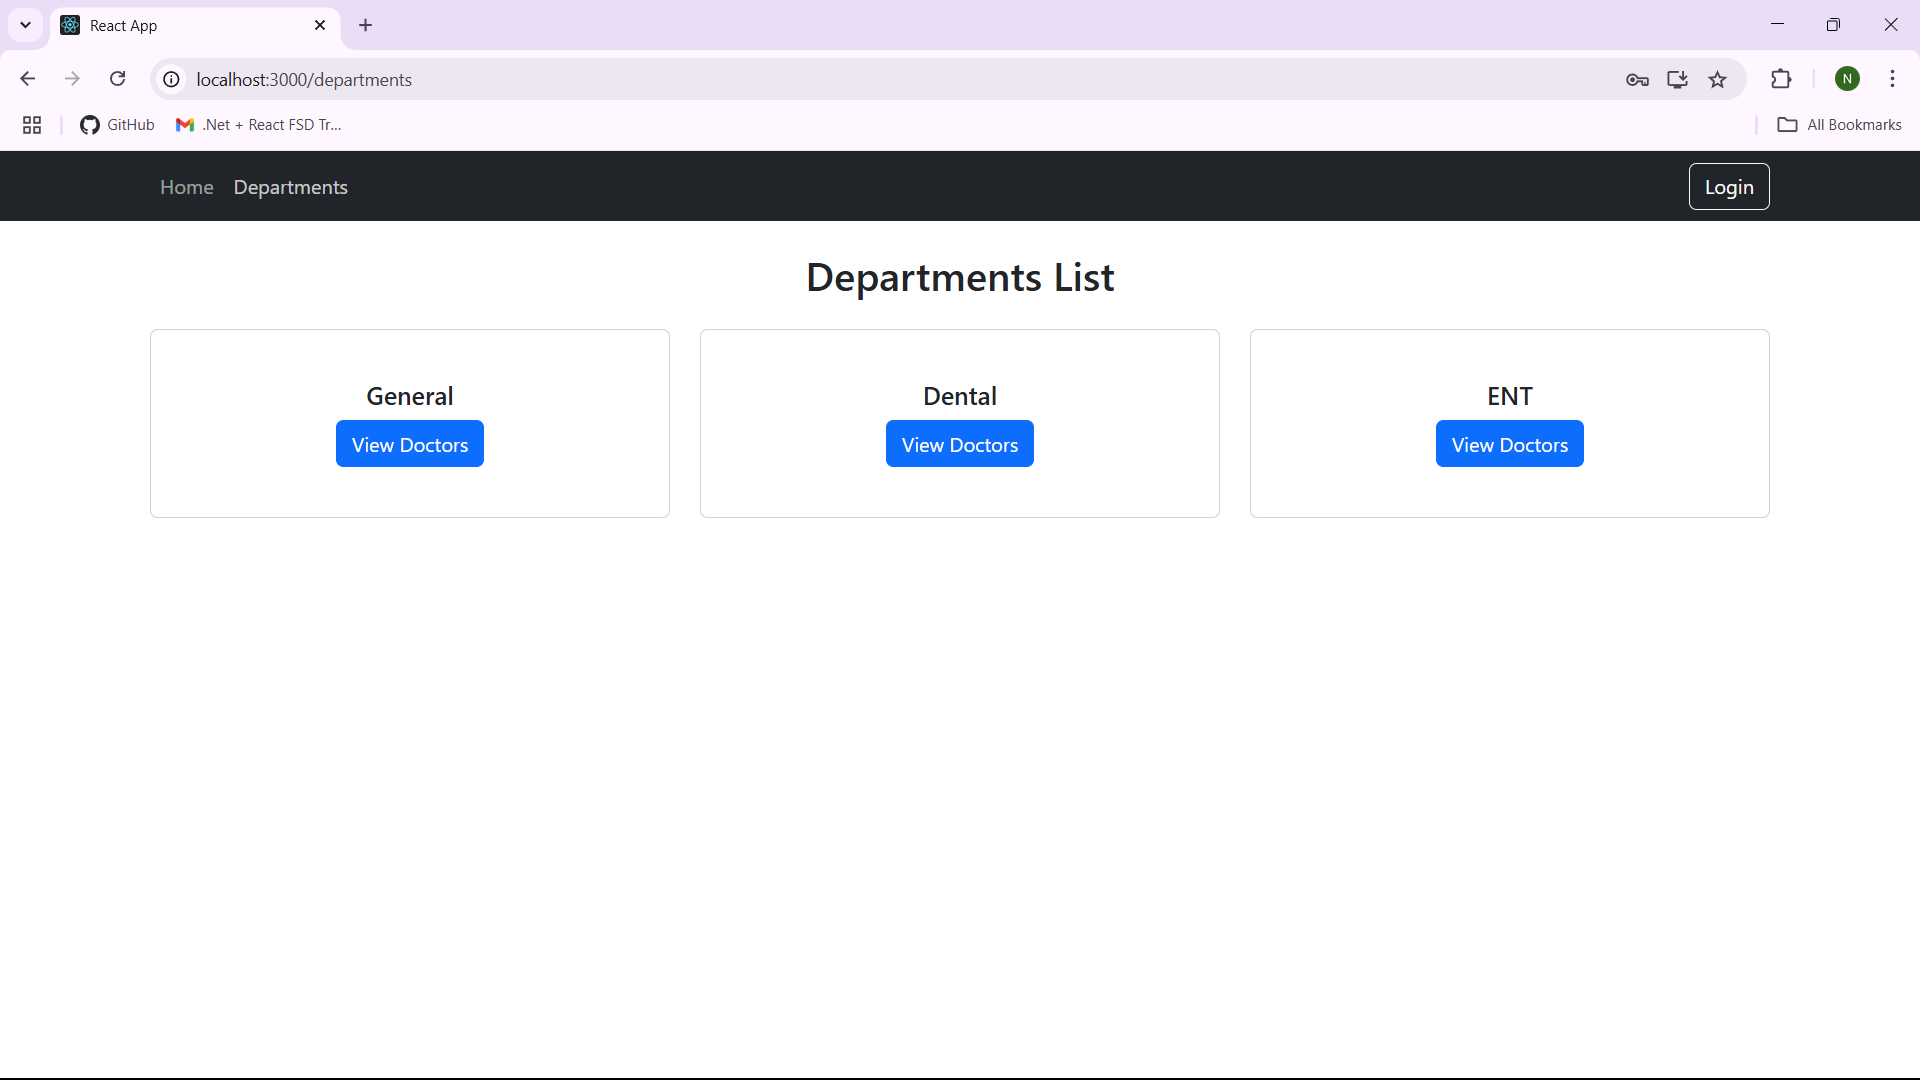 React App
localhost:3000/departments
N
GitHub
.Net + React FSD Tr...
All Bookmarks
Home
Departments
Login
Departments List
General
Dental
ENT
View Doctors
View Doctors
View Doctors